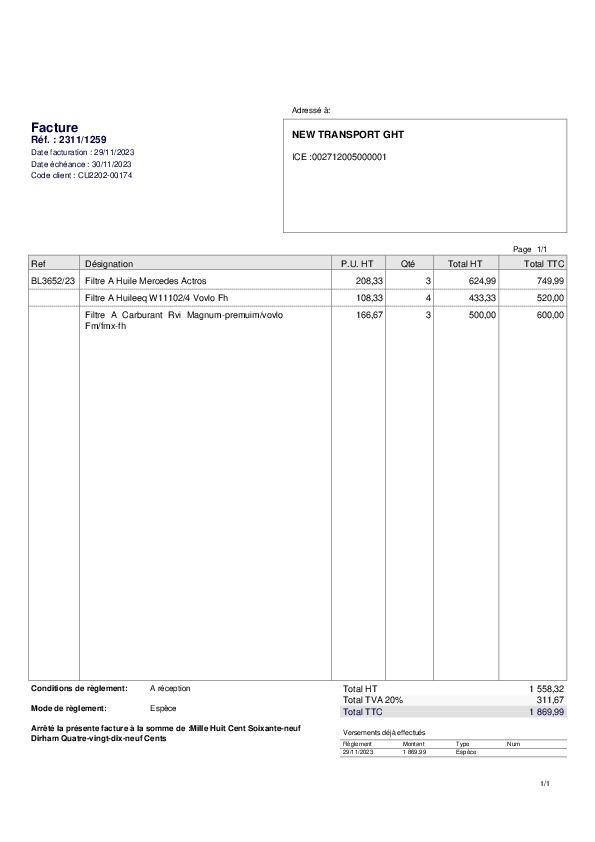 Adressé à:
Facture
Réf. : 2311/1259
Date facturation : 29/11/2023
Date échéance : 30/11/2023
Code client : CU2202-00174
NEW TRANSPORT GHT
ICE :002712005000001
Page 1/1
Ref Désignation P.U. HT Qté Total HT Total TTC
BL3652/23 Filtre A Huile Mercedes Actros 208,33 3 624,99 749,99
Filtre A Huileeq W11102/4 Vovlo Fh 108,33 4 433,33 520,00
Filtre A Carburant Rvi Magnum-premuim/vovlo 166,67 3 500,00 600,00
Fm/fmx-fh
Conditions de règlement: A réception
Mode de règlement: Espèce
Arrêté la présente facture à la somme de :Mille Huit Cent Soixante-neuf
Dirham Quatre-vingt-dix-neuf Cents
Total HT 1 558,32
Total TVA 20% 311,67
Total TTC 1 869,99
Versements déjà effectués
Règlement Montant Type Num
29/11/2023 1 869,99 Espèce
1/1